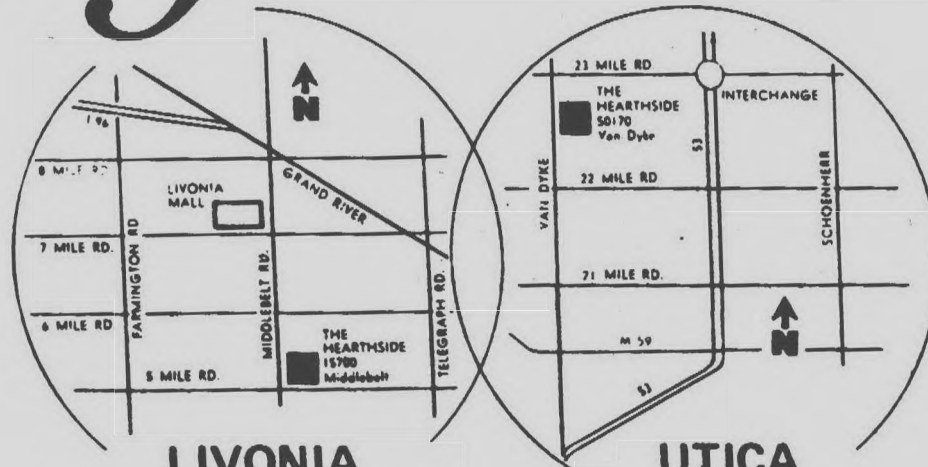 I 96
8 MILE RD
LIVONIA
MALL
GRAND RIVER
7 MILE RD.
FARMINGTON RD
MIDDLEBELT RD.
TELEGRAPH RD.
6 MILE RD
THE
HEARTHSIDE
15700
Middlebelt
5 MILE RD.
N
LIVONIA
23 MILE RD
INTERCHANGE
THE
HEARTHSIDE
50170
Van Dyke
53
VAN DYKE
22 MILE RD
SCHOENHERR
21 MILE RD.
N
M 59
53
UTICA